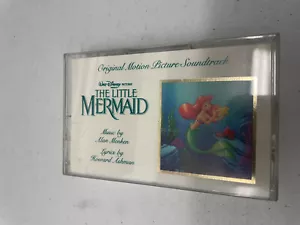 Original Motion Picture Soundtrack
WALT DISNEY PICTURES
THE LITTLE
MERMAID
Music by
Alan Menken
Lyrics by
Howard Ashman